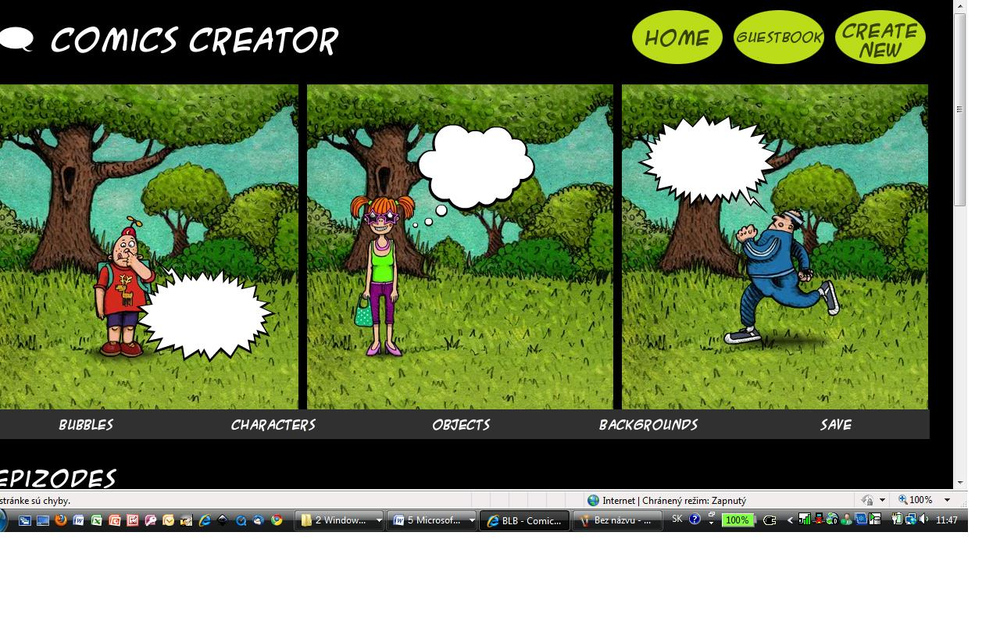 COMICS CREATOR
HOME
GUESTBOOK
CREATE
NEW
BUBBLES CHARACTERS OBJECTS BACKGROUNDS SAVE
EPIZODES
stránke sú chyby.
Internet | Chránený režim: Zapnutý
100%
2 Window...
5 Microsof...
BLB - Comic...
Bez názvu - ...
SK
100%
11:47